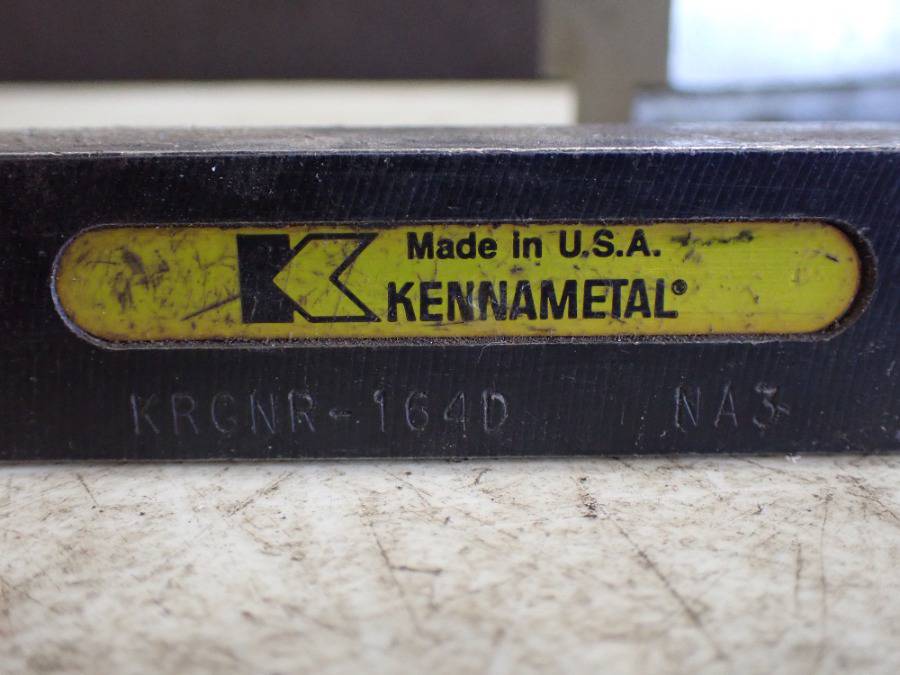 Made in U.S.A.
KENNAMETAL®
KRGNR-164D NA3